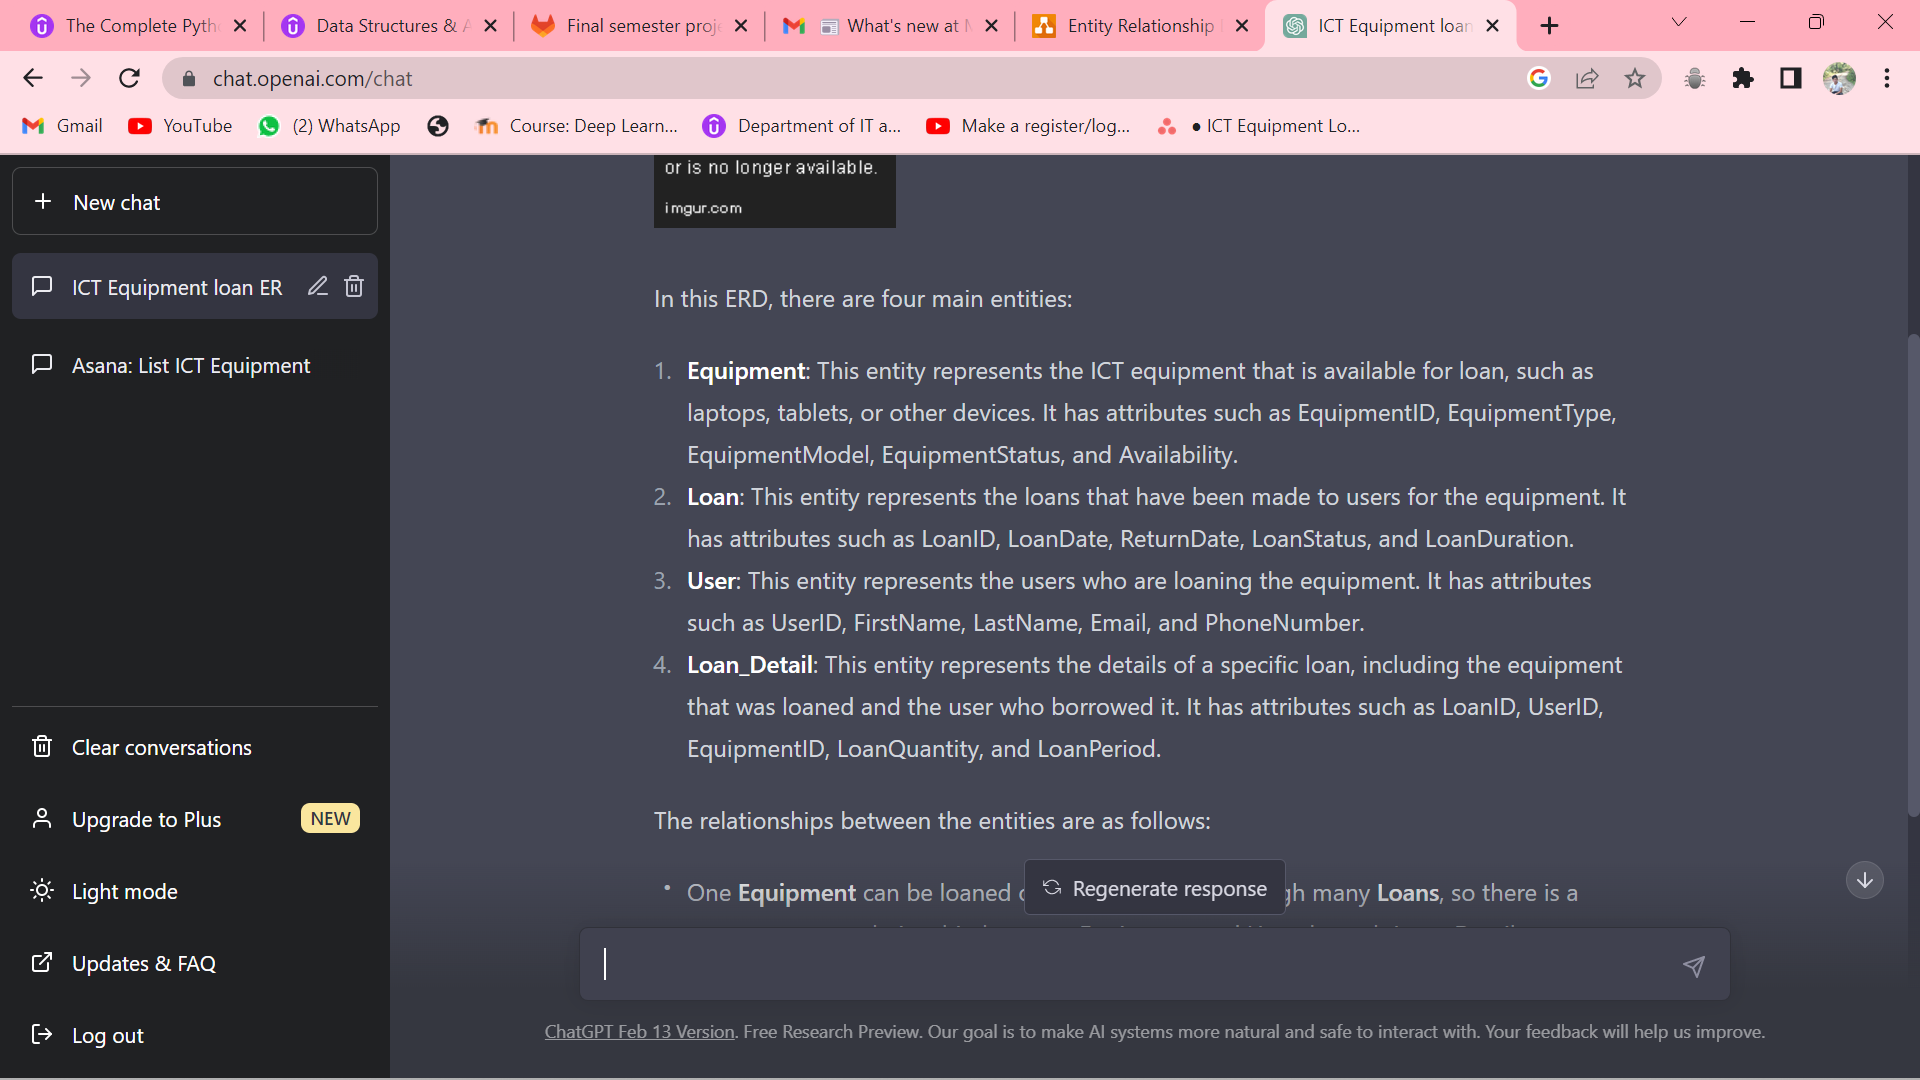 The Complete Pyth
Data Structures & A
Final semester proje
What's new at
Entity Relationship
ICT Equipment loan
chat.openai.com/chat
Gmail
YouTube
(2) WhatsApp
Course: Deep Learn...
Department of IT a...
Make a register/log...
● ICT Equipment Lo...
New chat
ICT Equipment loan ER
Asana: List ICT Equipment
Clear conversations
Upgrade to Plus
NEW
Light mode
Updates & FAQ
Log out
or is no longer available.
imgur.com
In this ERD, there are four main entities:
1. Equipment: This entity represents the ICT equipment that is available for loan, such as
laptops, tablets, or other devices. It has attributes such as EquipmentID, EquipmentType,
EquipmentModel, EquipmentStatus, and Availability.
2. Loan: This entity represents the loans that have been made to users for the equipment. It
has attributes such as LoanID, LoanDate, ReturnDate, LoanStatus, and LoanDuration.
3. User: This entity represents the users who are loaning the equipment. It has attributes
such as UserID, FirstName, LastName, Email, and PhoneNumber.
4. Loan_Detail: This entity represents the details of a specific loan, including the equipment
that was loaned and the user who borrowed it. It has attributes such as LoanID, UserID,
EquipmentID, LoanQuantity, and LoanPeriod.
The relationships between the entities are as follows:
• One Equipment can be loaned
Regenerate response
many Loans, so there is a
ChatGPT Feb 13 Version. Free Research Preview. Our goal is to make AI systems more natural and safe to interact with. Your feedback will help us improve.